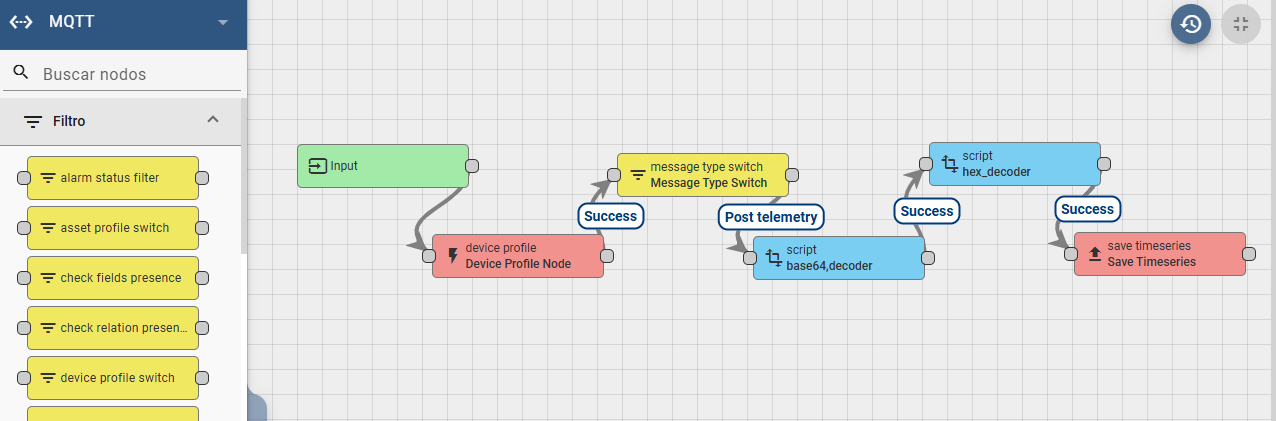 MQTT
Buscar nodos
Filtro
alarm status filter
asset profile switch
check fields presence
check relation presen...
device profile switch
Input
device profile
Device Profile Node
Success
message type switch
Message Type Switch
Post telemetry
script
base64,decoder
Success
script
hex_decoder
Success
save timeseries
Save Timeseries